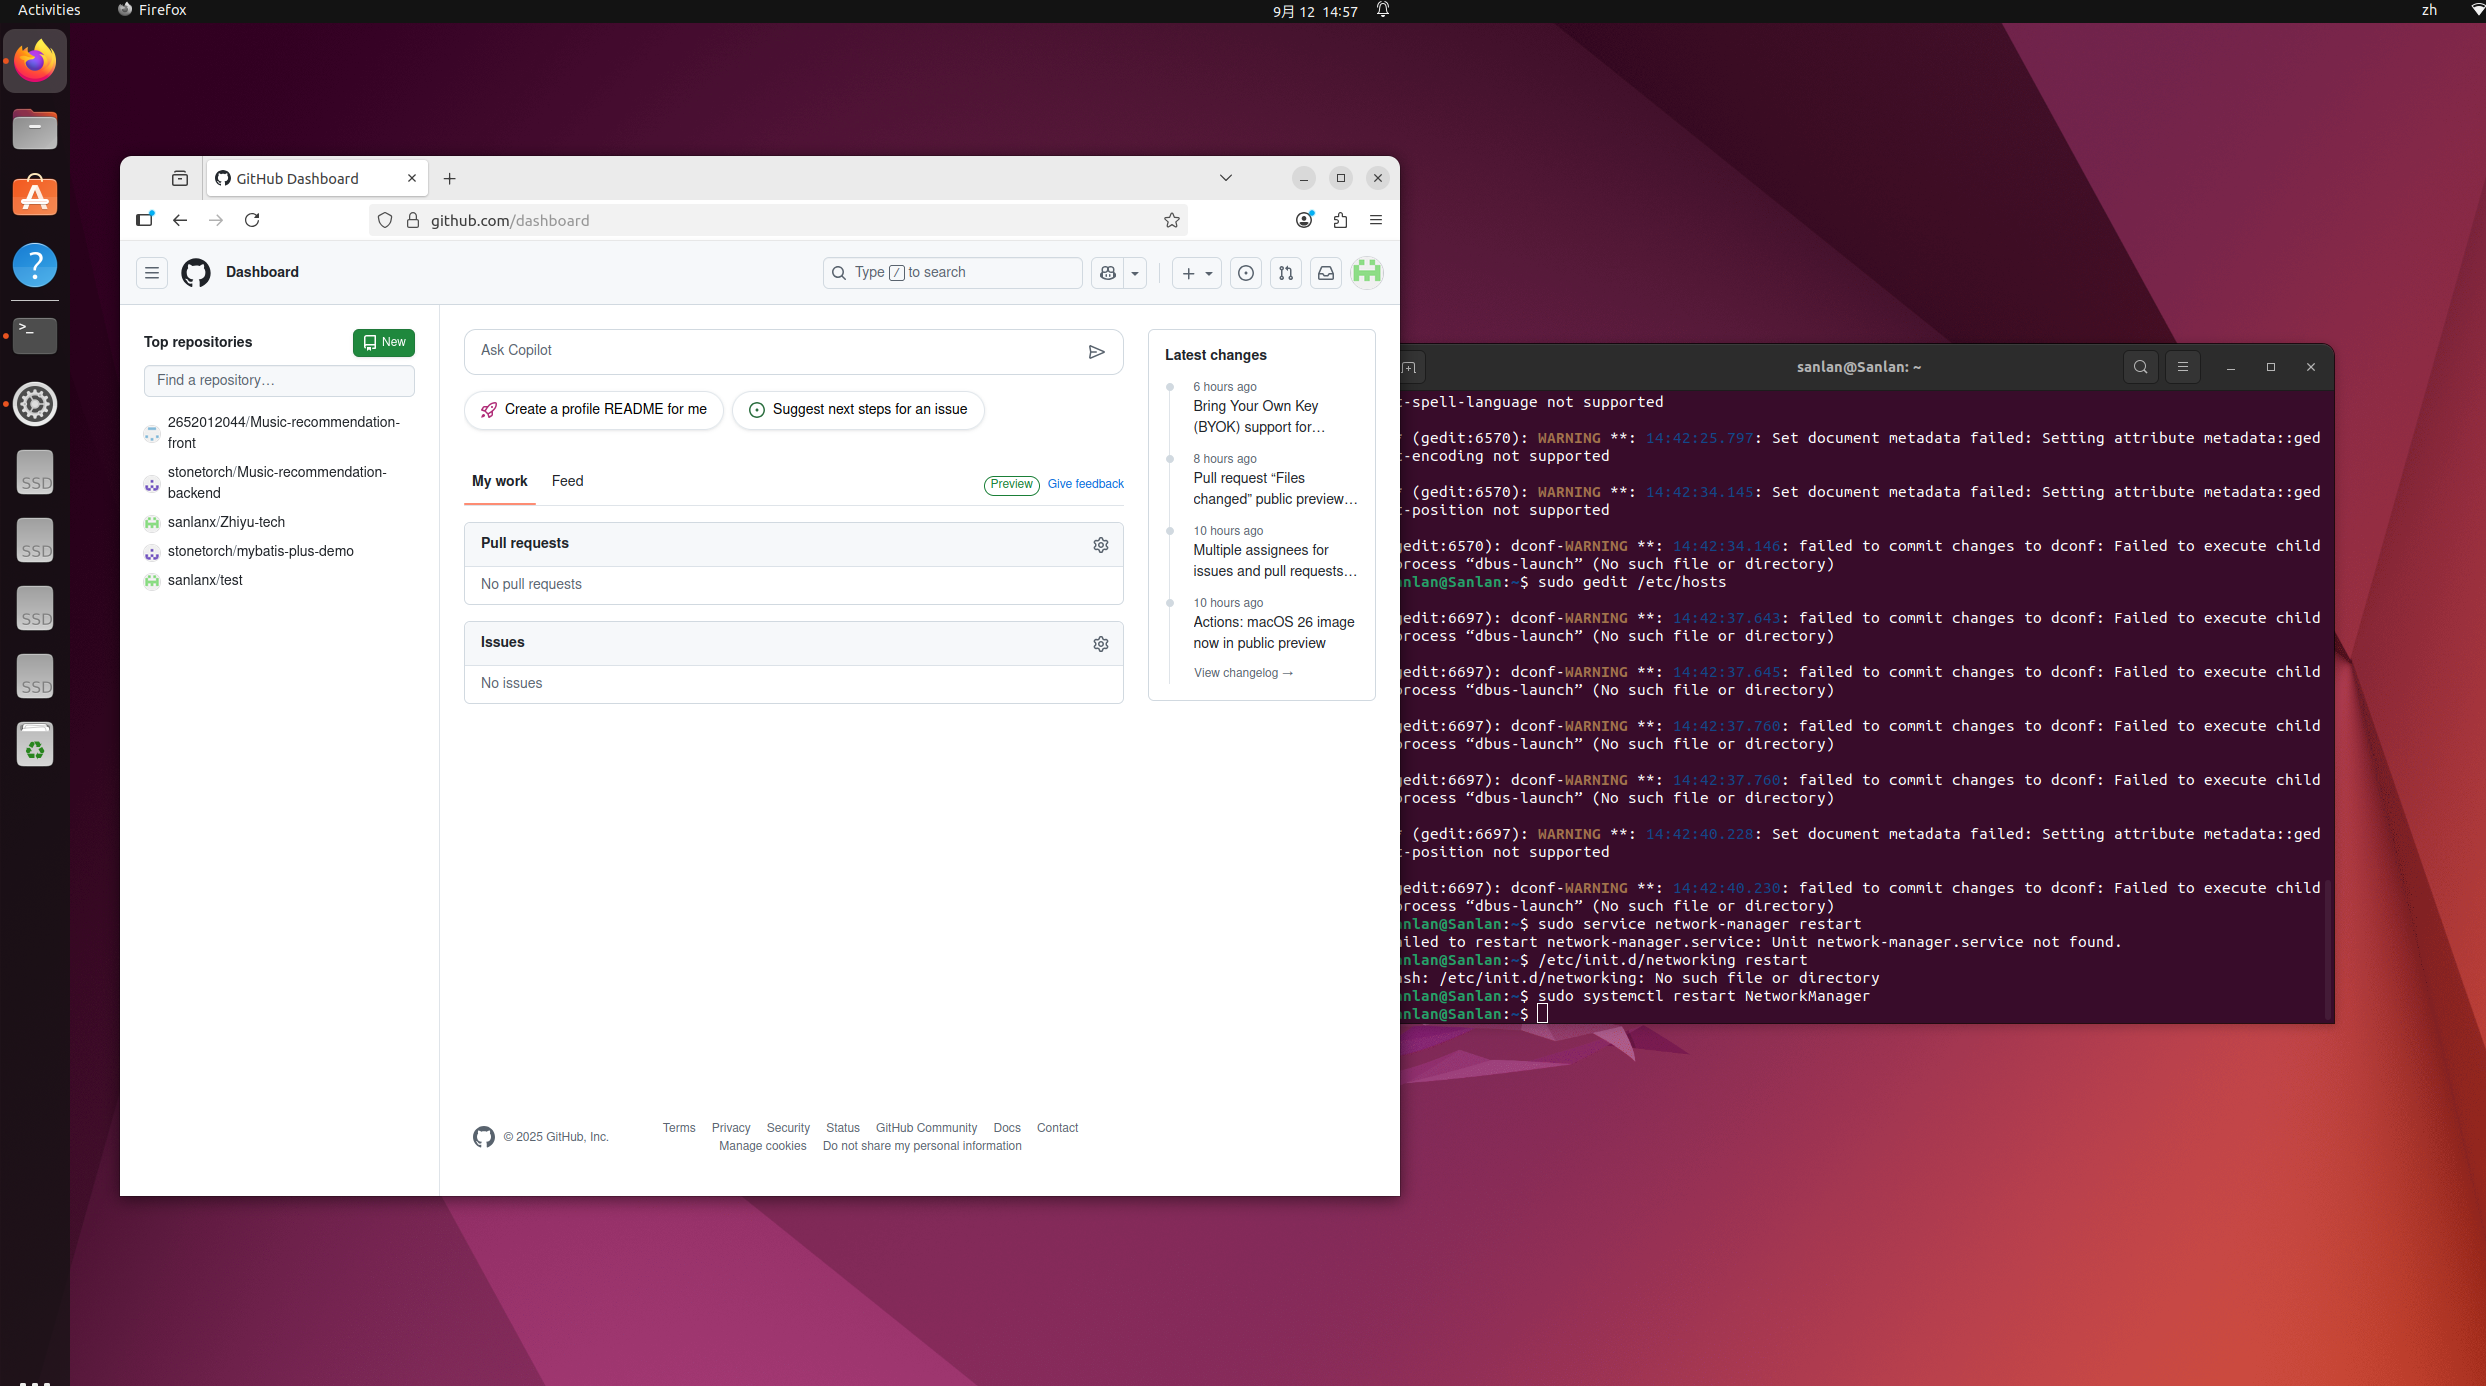 Activities
Firefox
9月 12 14:57
zh
GitHub Dashboard
github.com/dashboard
Dashboard
Type / to search
Top repositories
New
Find a repository…
2652012044/Music-recommendation-
front
stonetorch/Music-recommendation-
backend
sanlanx/Zhiyu-tech
stonetorch/mybatis-plus-demo
sanlanx/test
Ask Copilot
Create a profile README for me
Suggest next steps for an issue
My work
Feed
Preview
Give feedback
Pull requests
No pull requests
Issues
No issues
Latest changes
6 hours ago
Bring Your Own Key
(BYOK) support for…
8 hours ago
Pull request “Files
changed” public preview…
10 hours ago
Multiple assignees for
issues and pull requests…
10 hours ago
Actions: macOS 26 image
now in public preview
View changelog →
© 2025 GitHub, Inc.
Terms
Privacy
Security
Status
GitHub Community
Docs
Contact
Manage cookies
Do not share my personal information
sanlan@Sanlan: ~
t-spell-language not supported
(gedit:6570): WARNING **: 14:42:25.797: Set document metadata failed: Setting attribute metadata::ged
t-encoding not supported
(gedit:6570): WARNING **: 14:42:34.145: Set document metadata failed: Setting attribute metadata::ged
t-position not supported
gedit:6570): dconf-WARNING **: 14:42:34.146: failed to commit changes to dconf: Failed to execute child
process “dbus-launch” (No such file or directory)
nlan@Sanlan:~$ sudo gedit /etc/hosts
gedit:6697): dconf-WARNING **: 14:42:37.643: failed to commit changes to dconf: Failed to execute child
process “dbus-launch” (No such file or directory)
gedit:6697): dconf-WARNING **: 14:42:37.645: failed to commit changes to dconf: Failed to execute child
process “dbus-launch” (No such file or directory)
gedit:6697): dconf-WARNING **: 14:42:37.760: failed to commit changes to dconf: Failed to execute child
process “dbus-launch” (No such file or directory)
gedit:6697): dconf-WARNING **: 14:42:37.760: failed to commit changes to dconf: Failed to execute child
process “dbus-launch” (No such file or directory)
(gedit:6697): WARNING **: 14:42:40.228: Set document metadata failed: Setting attribute metadata::ged
t-position not supported
gedit:6697): dconf-WARNING **: 14:42:40.230: failed to commit changes to dconf: Failed to execute child
process “dbus-launch” (No such file or directory)
nlan@Sanlan:~$ sudo service network-manager restart
iled to restart network-manager.service: Unit network-manager.service not found.
nlan@Sanlan:~$ /etc/init.d/networking restart
sh: /etc/init.d/networking: No such file or directory
nlan@Sanlan:~$ sudo systemctl restart NetworkManager
nlan@Sanlan:~$
SSD
SSD
SSD
SSD